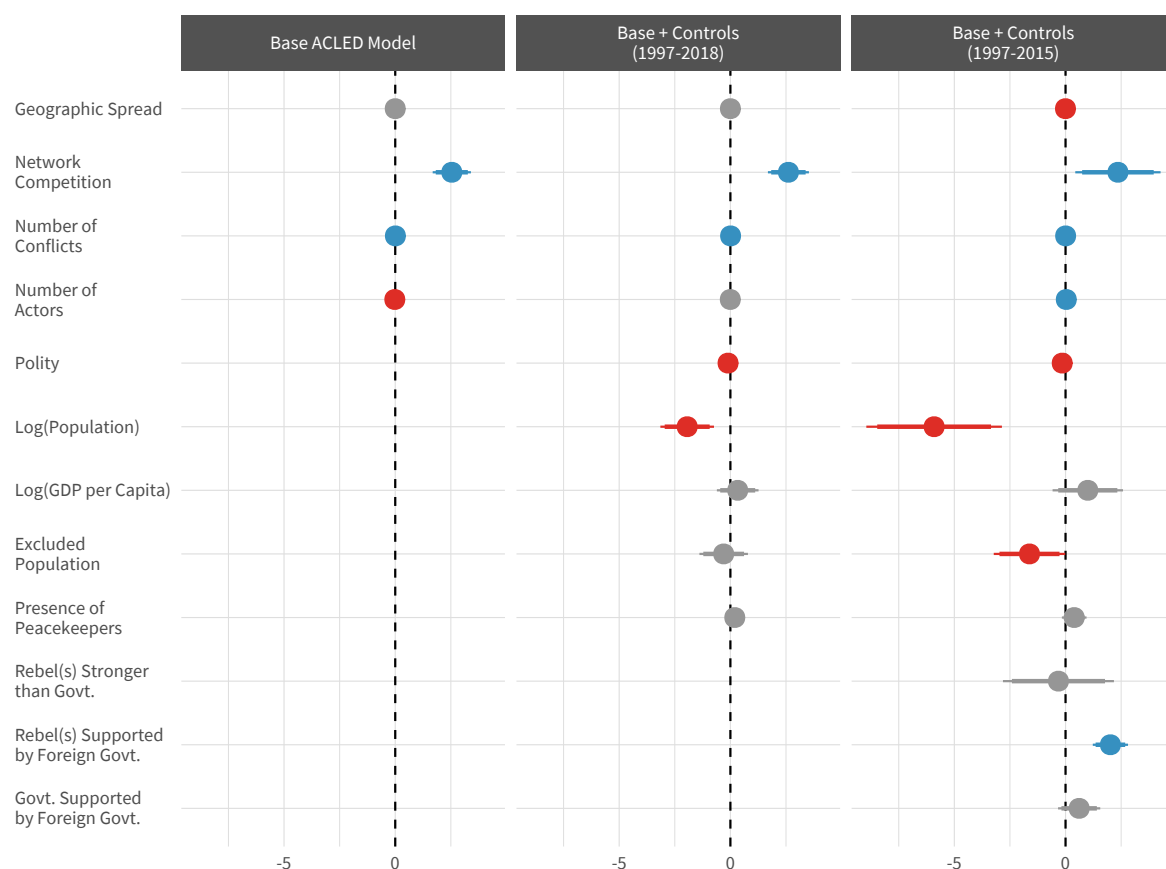 Base ACLED Model
Base + Controls
(1997-2018)
Base + Controls
(1997-2015)
Geographic Spread
Network
Competition
Number of
Conflicts
Number of
Actors
Polity
Log(Population)
Log(GDP per Capita)
Excluded
Population
Presence of
Peacekeepers
Rebel(s) Stronger
than Govt.
Rebel(s) Supported
by Foreign Govt.
Govt. Supported
by Foreign Govt.
-5 0 -5 0 -5 0